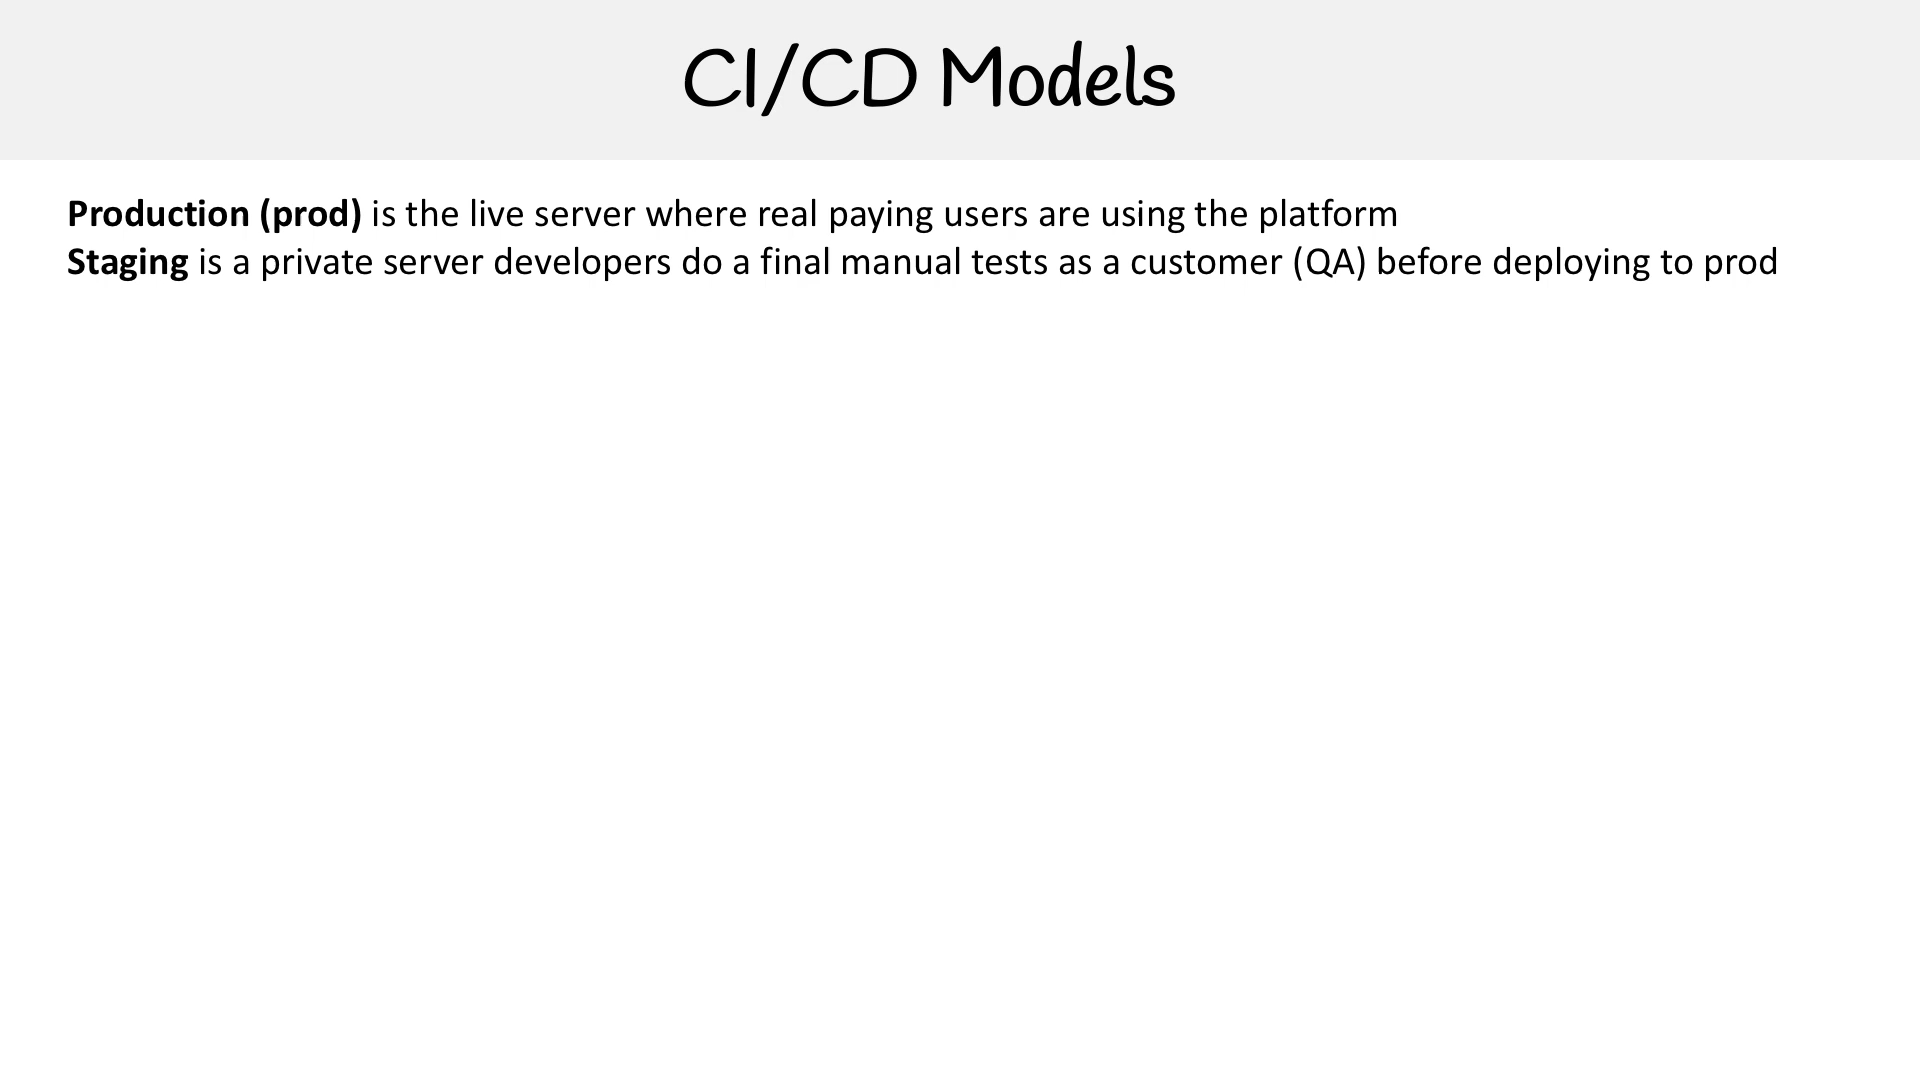 CI/CD Models
Production (prod) is the live server where real paying users are using the platform
Staging is a private server developers do a final manual tests as a customer (QA) before deploying to prod